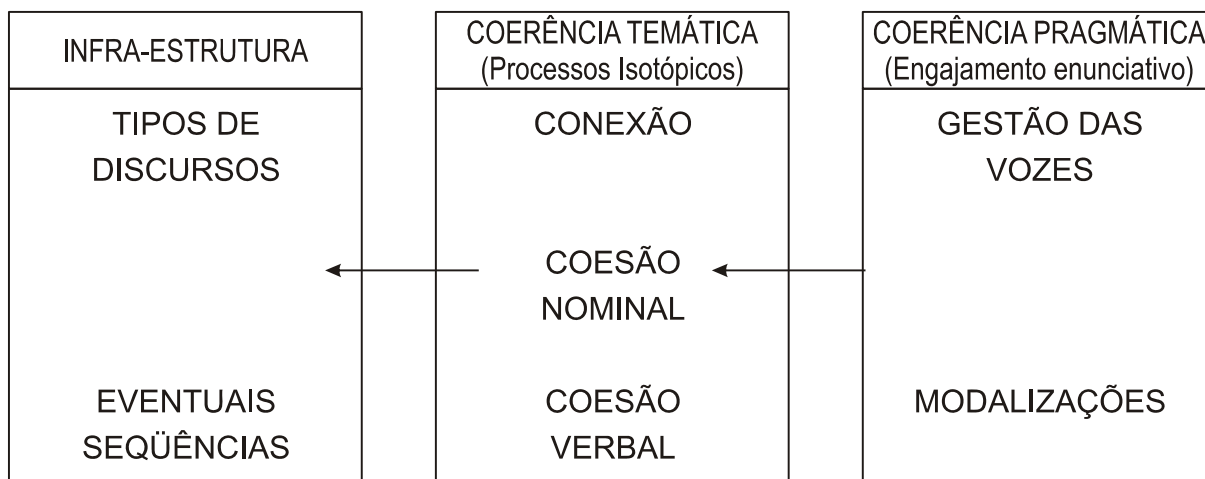 INFRA-ESTRUTURA
TIPOS DE
DISCURSOS
EVENTUAIS
SEQÜÊNCIAS
COERÊNCIA TEMÁTICA
(Processos Isotópicos)
CONEXÃO
COESÃO
NOMINAL
COESÃO
VERBAL
COERÊNCIA PRAGMÁTICA
(Engajamento enunciativo)
GESTÃO DAS
VOZES
MODALIZAÇÕES